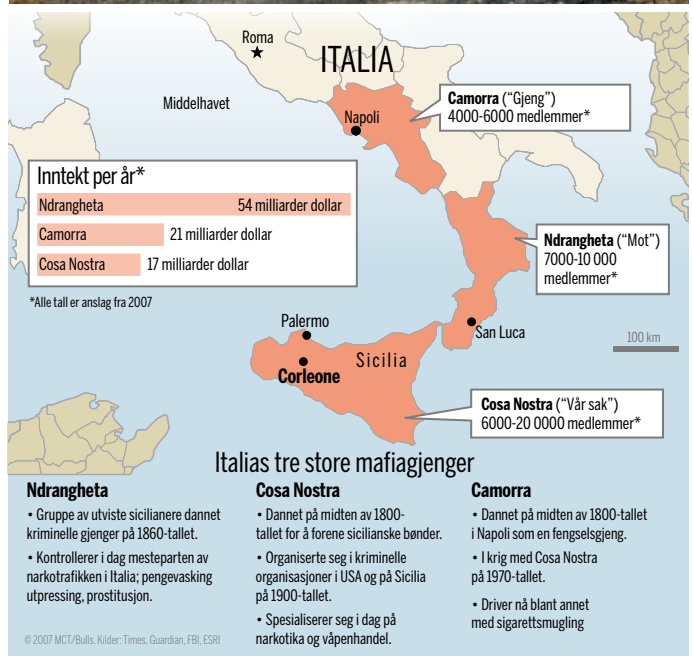 Roma
ITALIA
Middelhavet
Napoli
Camorra (“Gjeng”)
4000-6000 medlemmer*
Inntekt per år*
Ndrangheta 54 milliarder dollar
Camorra 21 milliarder dollar
Cosa Nostra 17 milliarder dollar
*Alle tall er anslag fra 2007
Ndrangheta (“Mot”)
7000-10 000
medlemmer*
Palermo
San Luca
100 km
Sicilia
Corleone
Cosa Nostra (“Vår sak”)
6000-20 0000 medlemmer*
Italias tre store mafiagjenger
Ndrangheta
• Gruppe av utviste sicilianere dannet
kriminelle gjenger på 1860-tallet.
• Kontrollerer i dag mesteparten av
narkotrafikken i Italia; pengevasking
utpressing, prostitusjon.
Cosa Nostra
• Dannet på midten av 1800-
tallet for å forene sicilianske bønder.
• Organiserte seg i kriminelle
organisasjoner i USA og på Sicilia
på 1900-tallet.
• Spesialiserer seg i dag på
narkotika og våpenhandel.
Camorra
• Dannet på midten av 1800-tallet
i Napoli som en fengselsgjeng.
• I krig med Cosa Nostra
på 1970-tallet.
• Driver nå blant annet
med sigarettsmugling
© 2007 MCT/Bulls. Kilder: Times, Guardian, FBI, ESRI